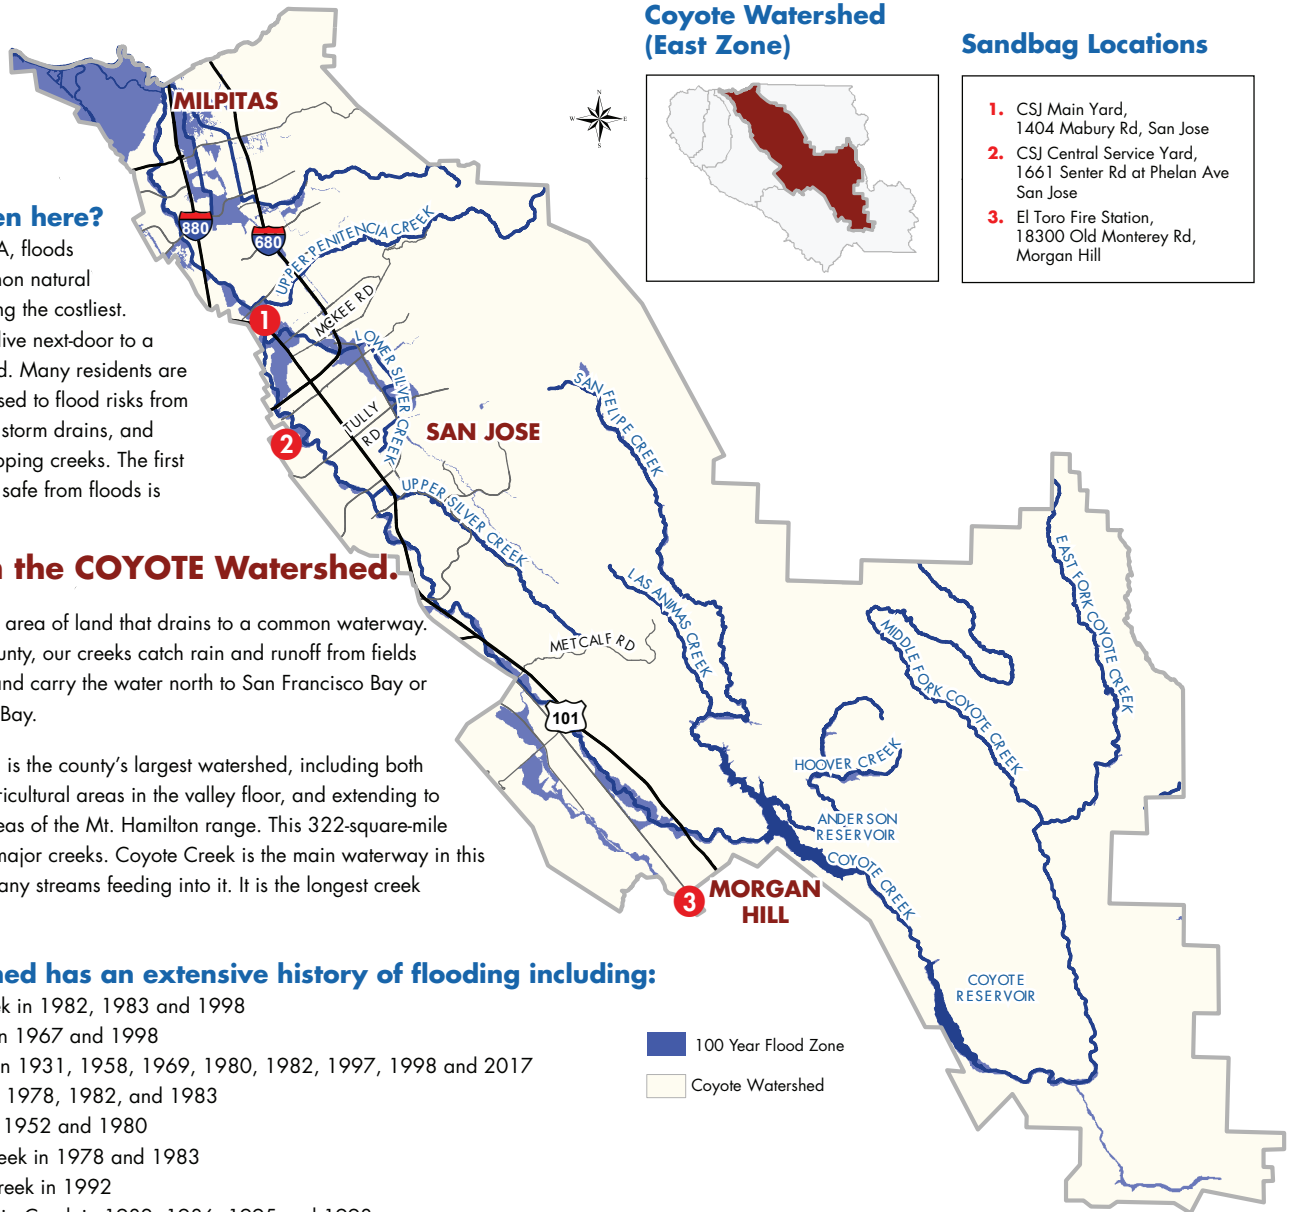 Coyote Watershed
(East Zone)
Sandbag Locations
1. CSJ Main Yard,
1404 Mabury Rd, San Jose
2. CSJ Central Service Yard,
1661 Senter Rd at Phelan Ave
San Jose
3. El Toro Fire Station,
18300 Old Monterey Rd,
Morgan Hill
N
E
S
W
MILPITAS
880
680
UPPER PENITENCIA CREEK
MCKEE RD
1
LOWER SILVER CREEK
TULLY
RD
2
SAN JOSE
SAN FELIPE CREEK
UPPER SILVER CREEK
LAS ANIMAS CREEK
METCALF RD
101
EAST FORK COYOTE CREEK
MIDDLE FORK COYOTE CREEK
HOOVER CREEK
ANDERSON
RESERVOIR
COYOTE CREEK
3
MORGAN
HILL
COYOTE
RESERVOIR
100 Year Flood Zone
Coyote Watershed
en here?
A, floods
mon natural
ng the costliest.
live next-door to a
d. Many residents are
sed to flood risks from
storm drains, and
pping creeks. The first
safe from floods is
n the COYOTE Watershed.
area of land that drains to a common waterway.
unty, our creeks catch rain and runoff from fields
and carry the water north to San Francisco Bay or
Bay.
is the county's largest watershed, including both
ricultural areas in the valley floor, and extending to
eas of the Mt. Hamilton range. This 322-square-mile
major creeks. Coyote Creek is the main waterway in this
any streams feeding into it. It is the longest creek
hed has an extensive history of flooding including:
ek in 1982, 1983 and 1998
n 1967 and 1998
n 1931, 1958, 1969, 1980, 1982, 1997, 1998 and 2017
1978, 1982, and 1983
1952 and 1980
eek in 1978 and 1983
reek in 1992